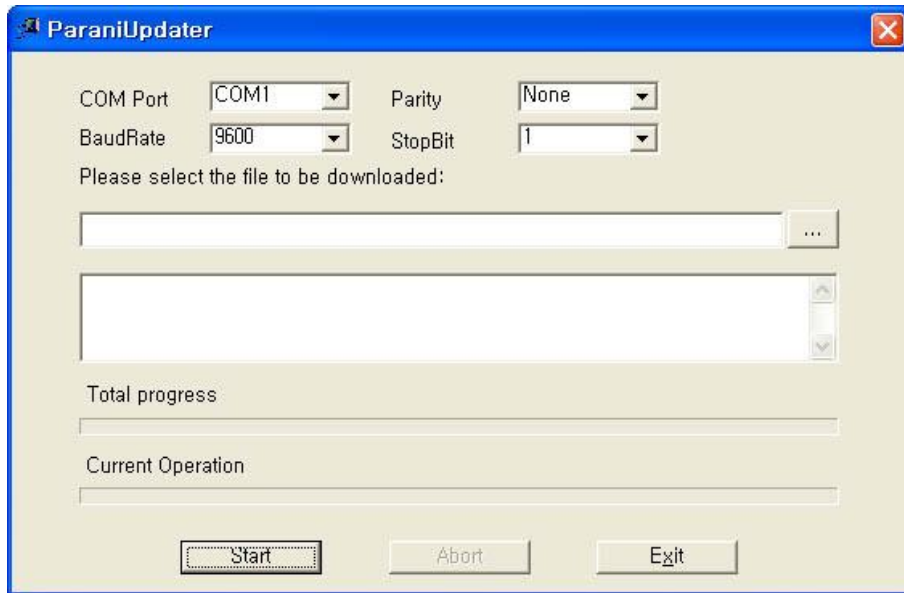 ParaniUpdater
COM Port COM1 Parity None
BaudRate 9600 StopBit 1
Please select the file to be downloaded:
...
Total progress
Current Operation
Start Abort Exit